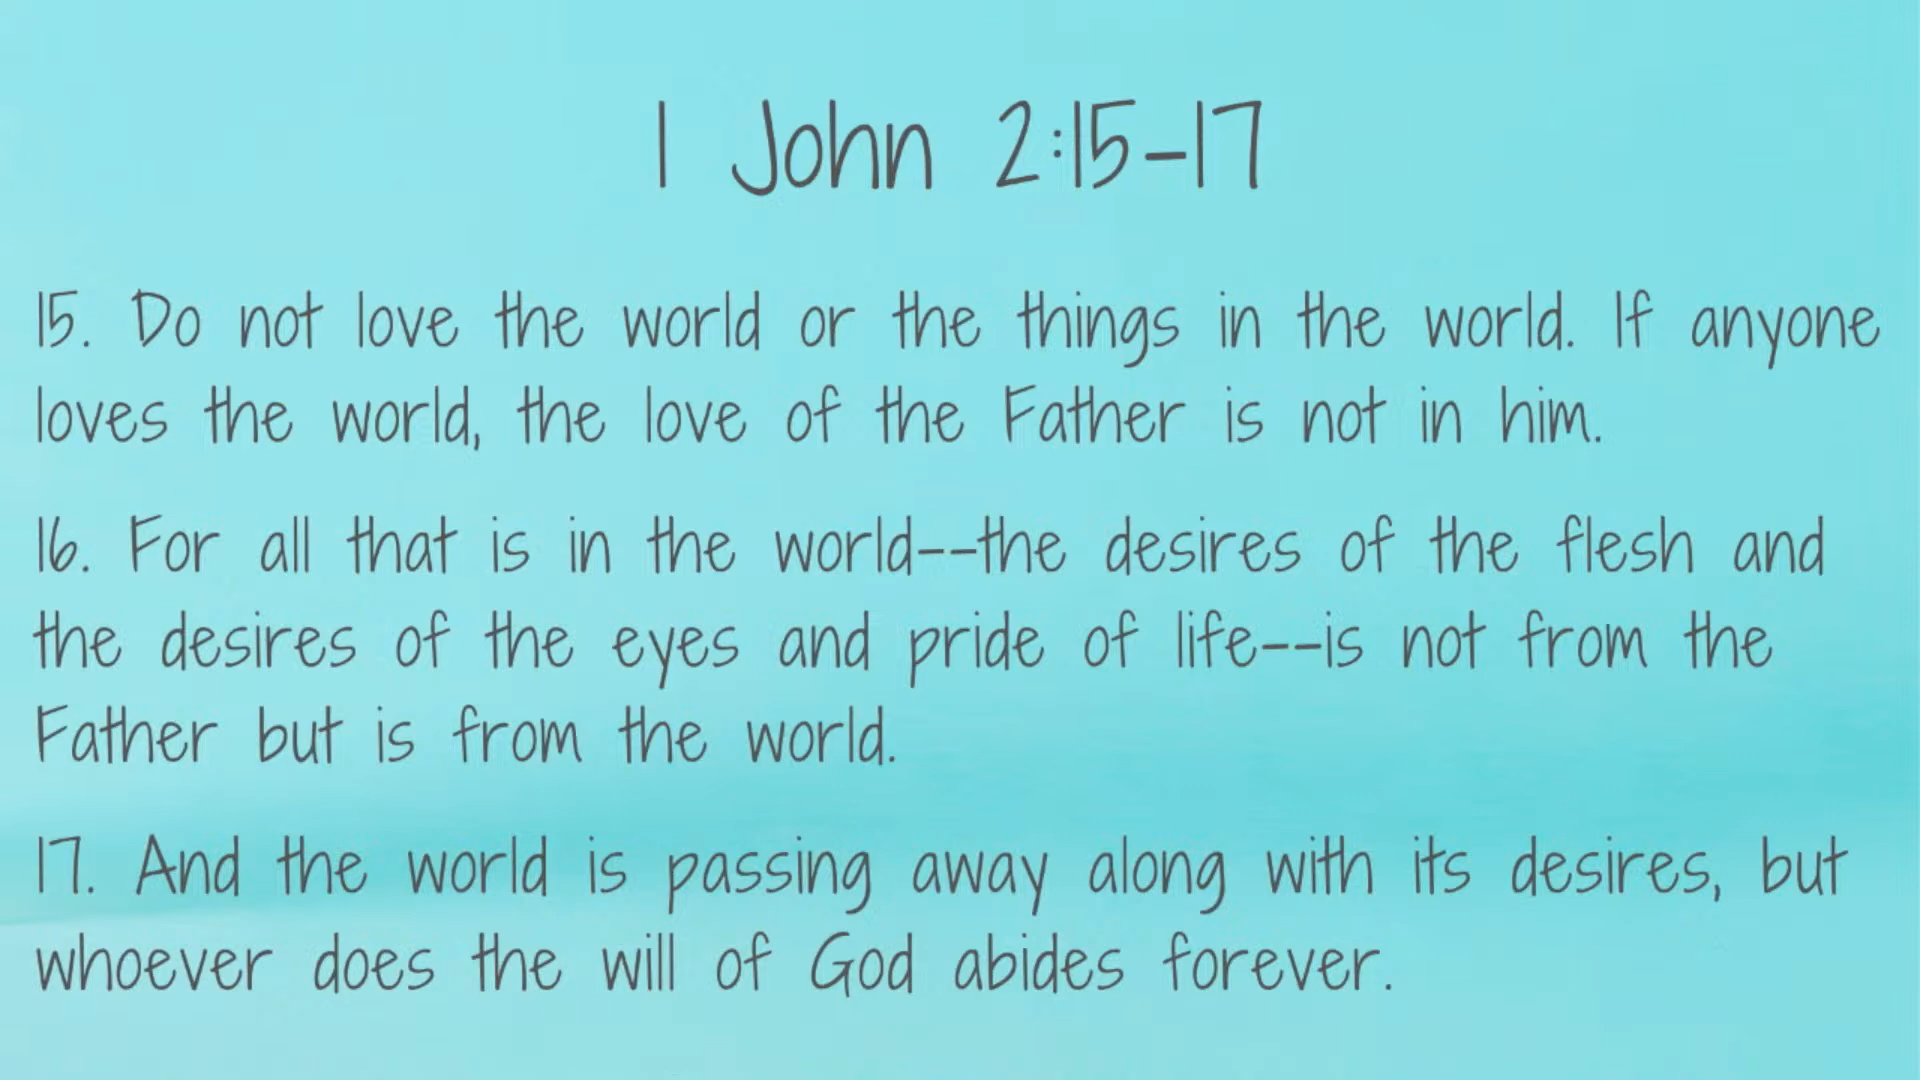 1 John 2:15-17
15. Do not love the world or the things in the world. If anyone
loves the world, the love of the Father is not in him.
16. For all that is in the world--the desires of the flesh and
the desires of the eyes and pride of life--is not from the
Father but is from the world.
17. And the world is passing away along with its desires, but
whoever does the will of God abides forever.